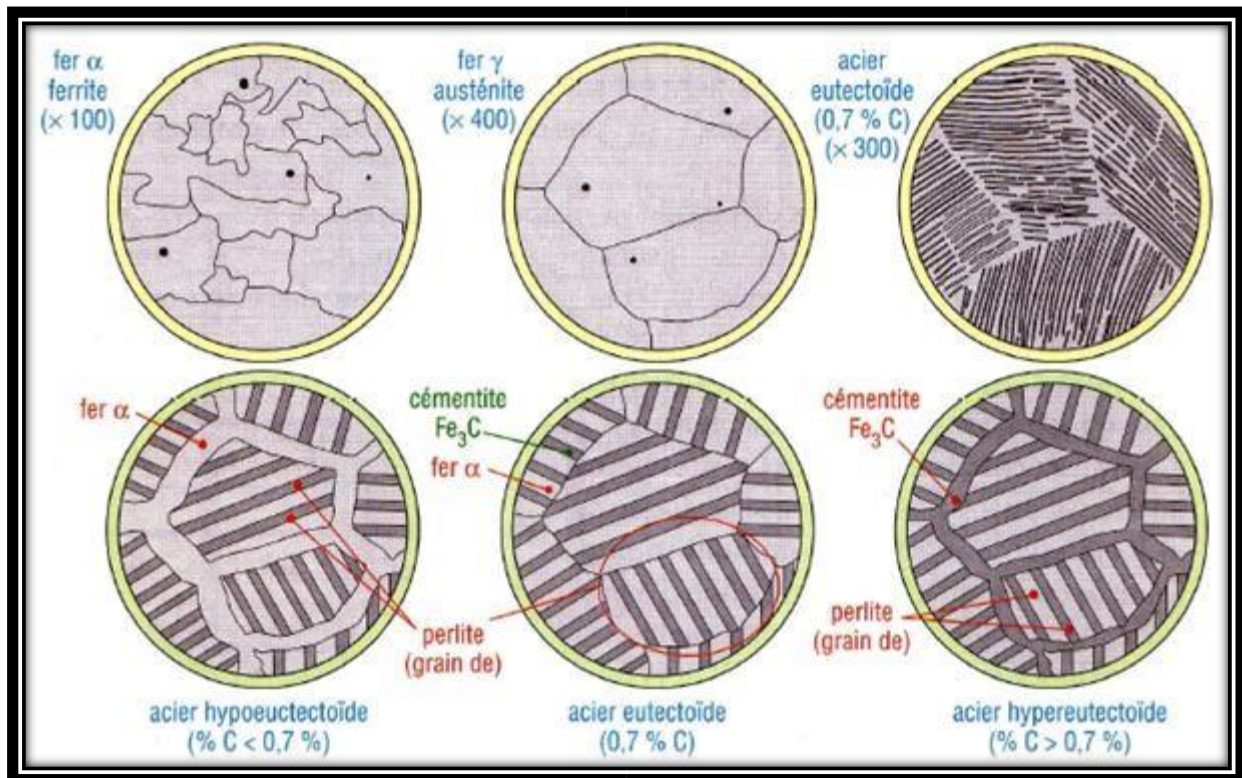 fer α
ferrite
(× 100)
fer γ
austénite
(× 400)
acier
eutectoïde
(0,7 % C)
(× 300)
fer α
perlite
(grain de)
acier hypoeuctectoïde
(% C < 0,7 %)
cémentite
Fe₃C
fer α
acier eutectoïde
(0,7 % C)
cémentite
Fe₃C
perlite
(grain de)
acier hypereutectoïde
(% C > 0,7 %)